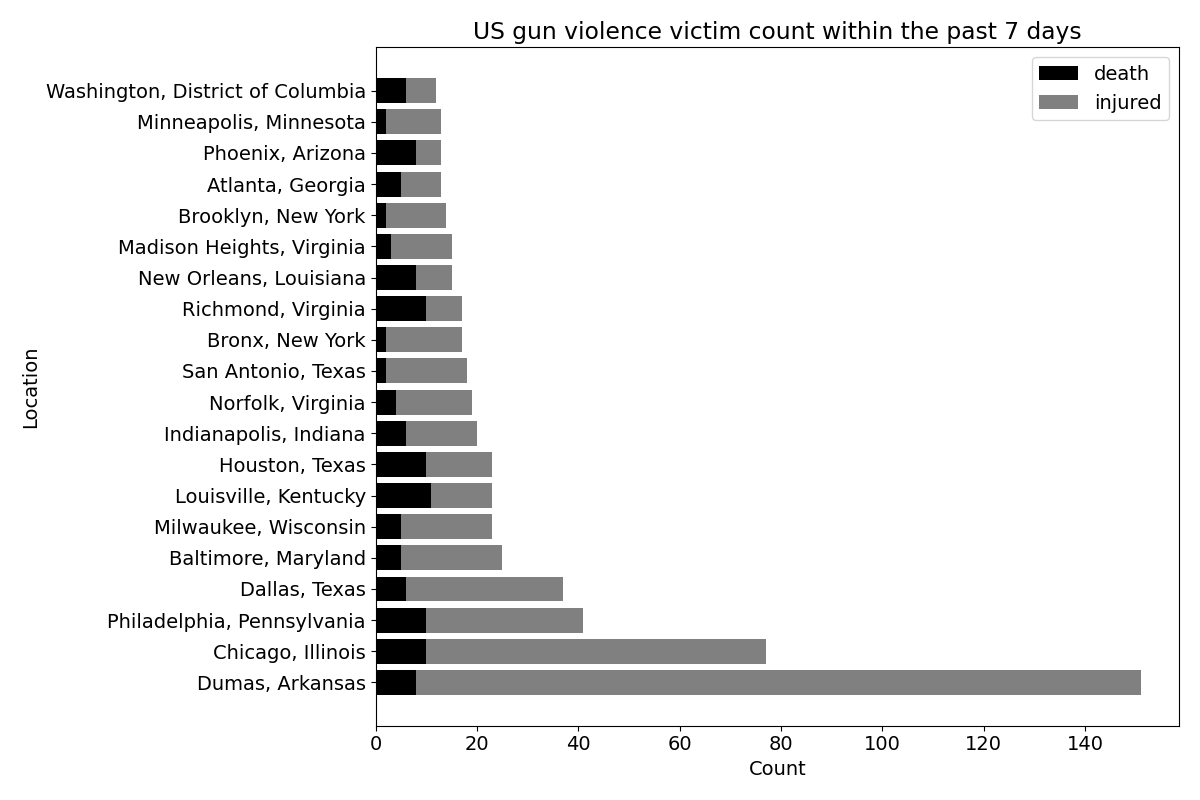 US gun violence victim count within the past 7 days
death
injured
Washington, District of Columbia
Minneapolis, Minnesota
Phoenix, Arizona
Atlanta, Georgia
Brooklyn, New York
Madison Heights, Virginia
New Orleans, Louisiana
Richmond, Virginia
Bronx, New York
San Antonio, Texas
Norfolk, Virginia
Indianapolis, Indiana
Houston, Texas
Louisville, Kentucky
Milwaukee, Wisconsin
Baltimore, Maryland
Dallas, Texas
Philadelphia, Pennsylvania
Chicago, Illinois
Dumas, Arkansas
Location
0 20 40 60 80 100 120 140
Count